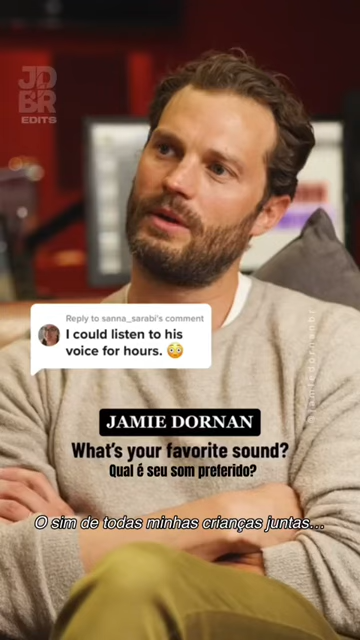 JD
BR
EDITS
Reply to sanna_sarabi's comment
I could listen to his
voice for hours. 😳
JAMIE DORNAN
What's your favorite sound?
Qual é seu som preferido?
O sim de todas minhas crianças juntas...